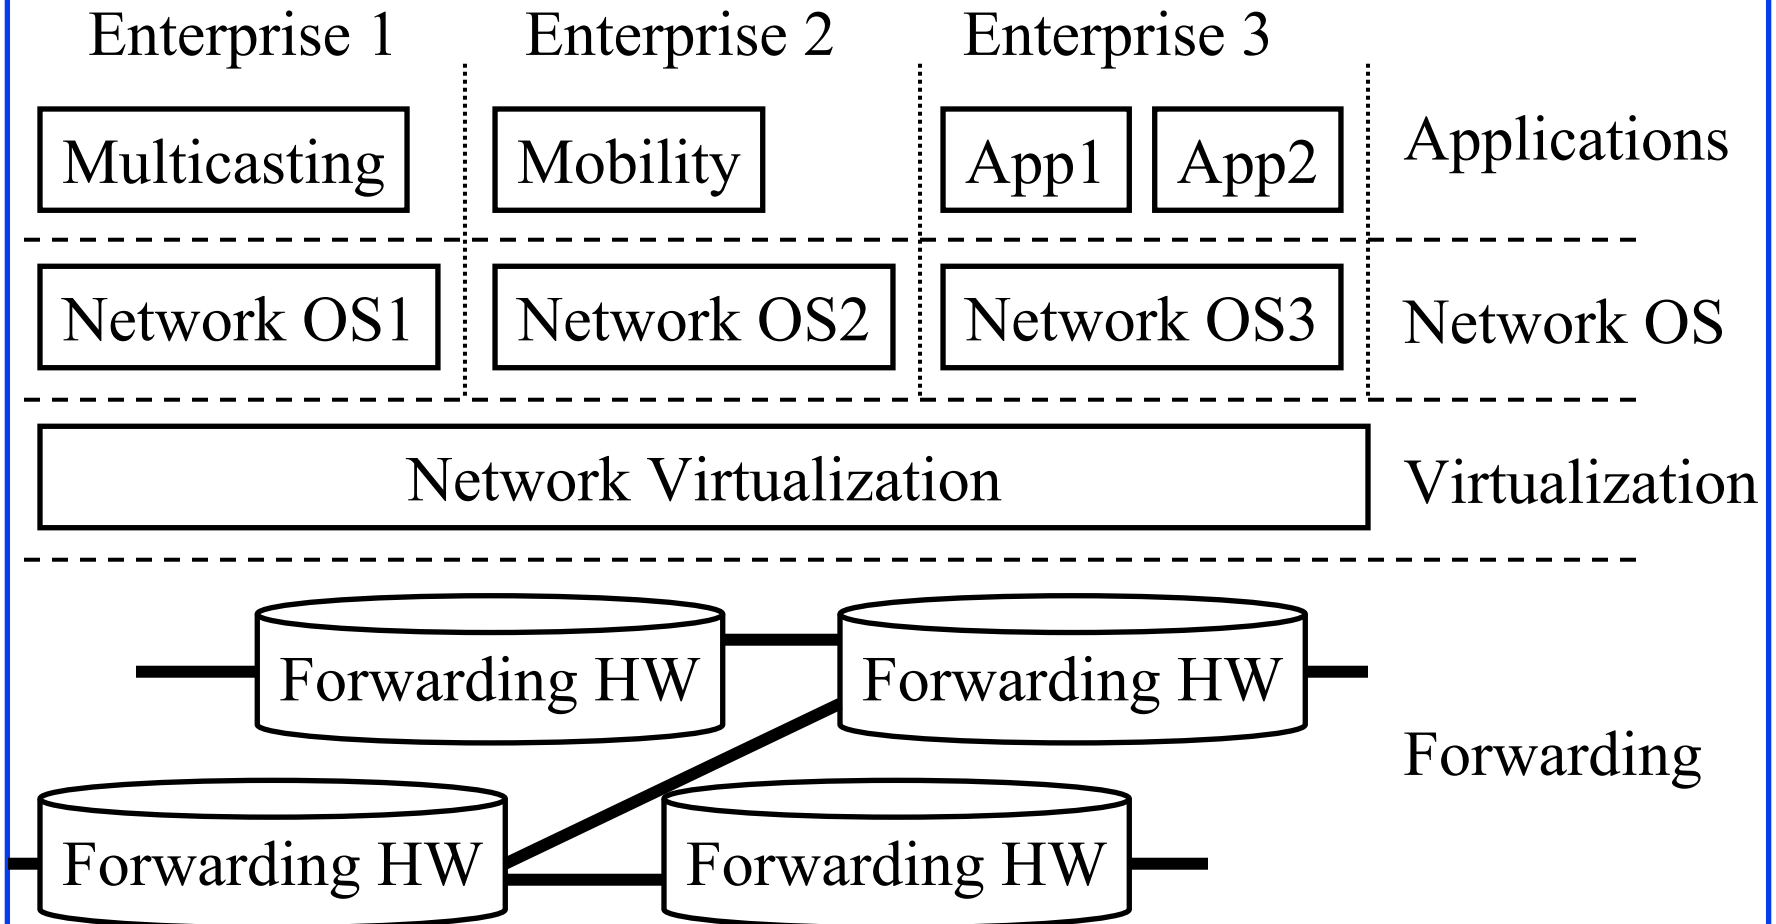 Enterprise 1 Enterprise 2 Enterprise 3
Multicasting Mobility App1 App2 Applications
Network OS1 Network OS2 Network OS3 Network OS
Network Virtualization Virtualization
Forwarding HW Forwarding HW
Forwarding
Forwarding HW Forwarding HW